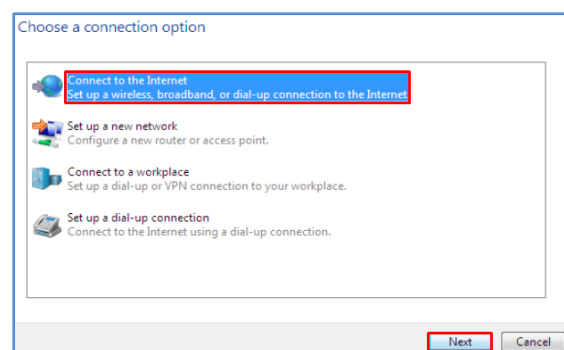 Choose a connection option
Connect to the Internet
Set up a wireless, broadband, or dial-up connection to the Internet
Set up a new network
Configure a new router or access point.
Connect to a workplace
Set up a dial-up or VPN connection to your workplace.
Set up a dial-up connection
Connect to the Internet using a dial-up connection.
Next Cancel